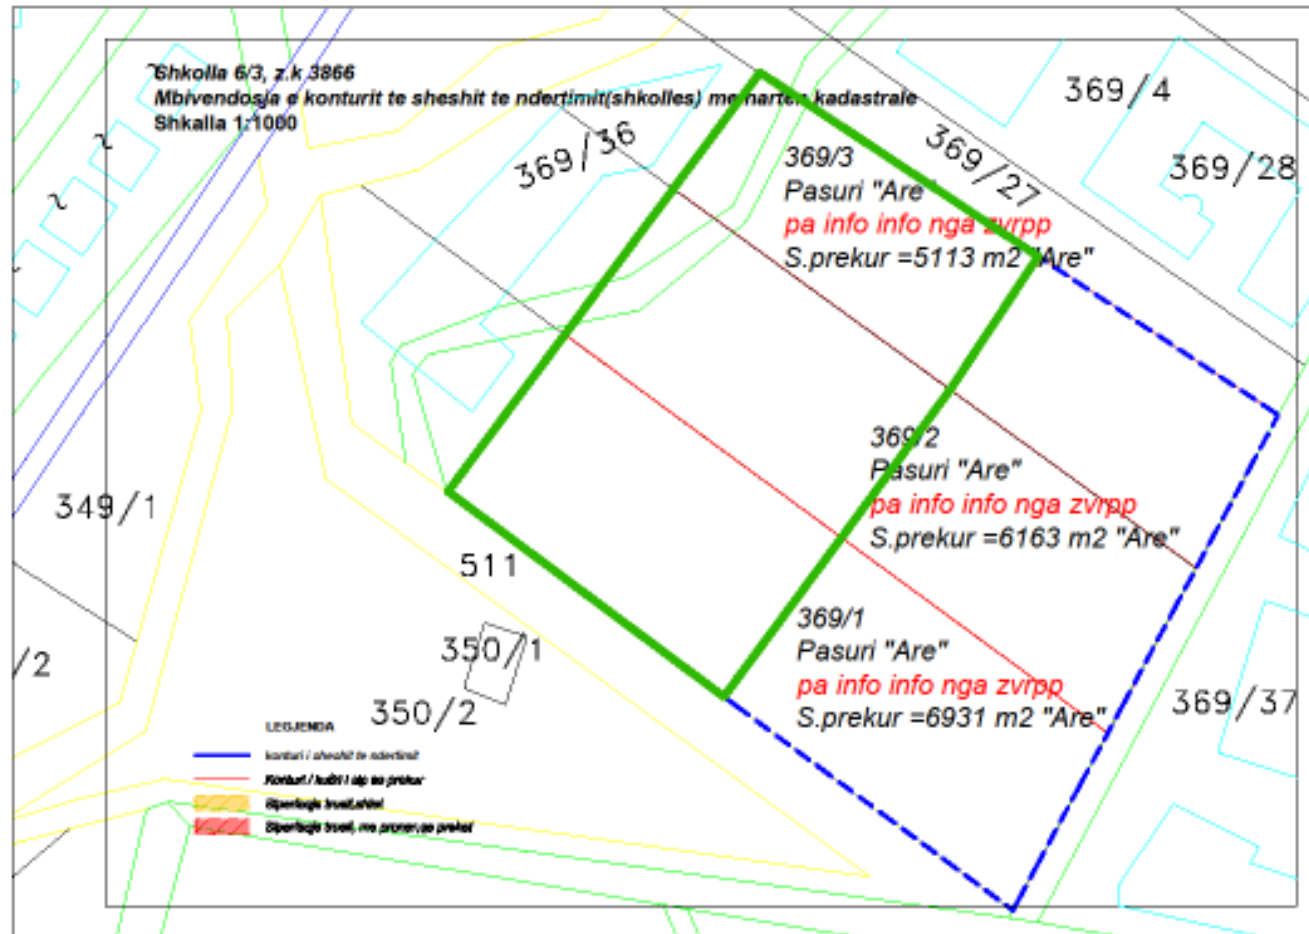 Shkolla 6/3, z.k 3866
Mbivendosja e konturit te sheshit te ndertimit(shkolles) me harten kadastrale
Shkalla 1:1000
369/4
369/36
369/27
369/28
369/3
Pasuri "Are"
pa info info nga zvrpp
S.prekur =5113 m2 "Are"
369/2
Pasuri "Are"
pa info info nga zvrpp
S.prekur =6163 m2 "Are"
349/1
511
369/1
Pasuri "Are"
pa info info nga zvrpp
S.prekur =6931 m2 "Are"
350/1
/2
350/2
369/37
LEGJENDA
konturi i sheshit te ndertimit
Konturi / kufiri i
Siperfaqja
Siperfaqja